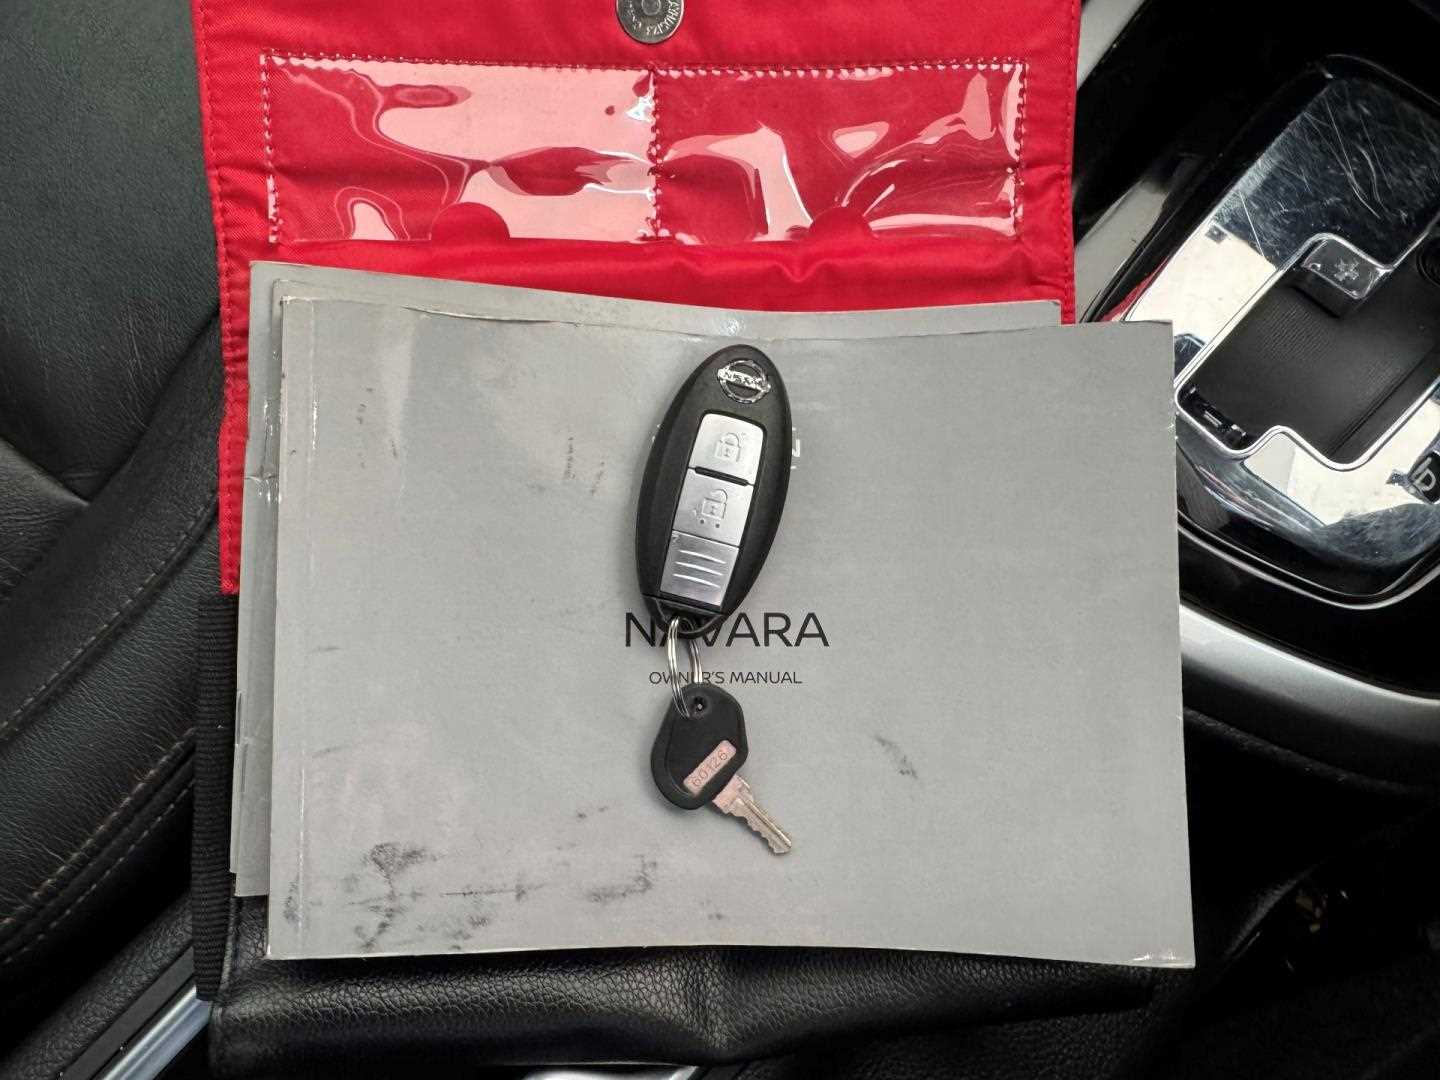 NISSAN
NAVARA
OWNER'S MANUAL
60126